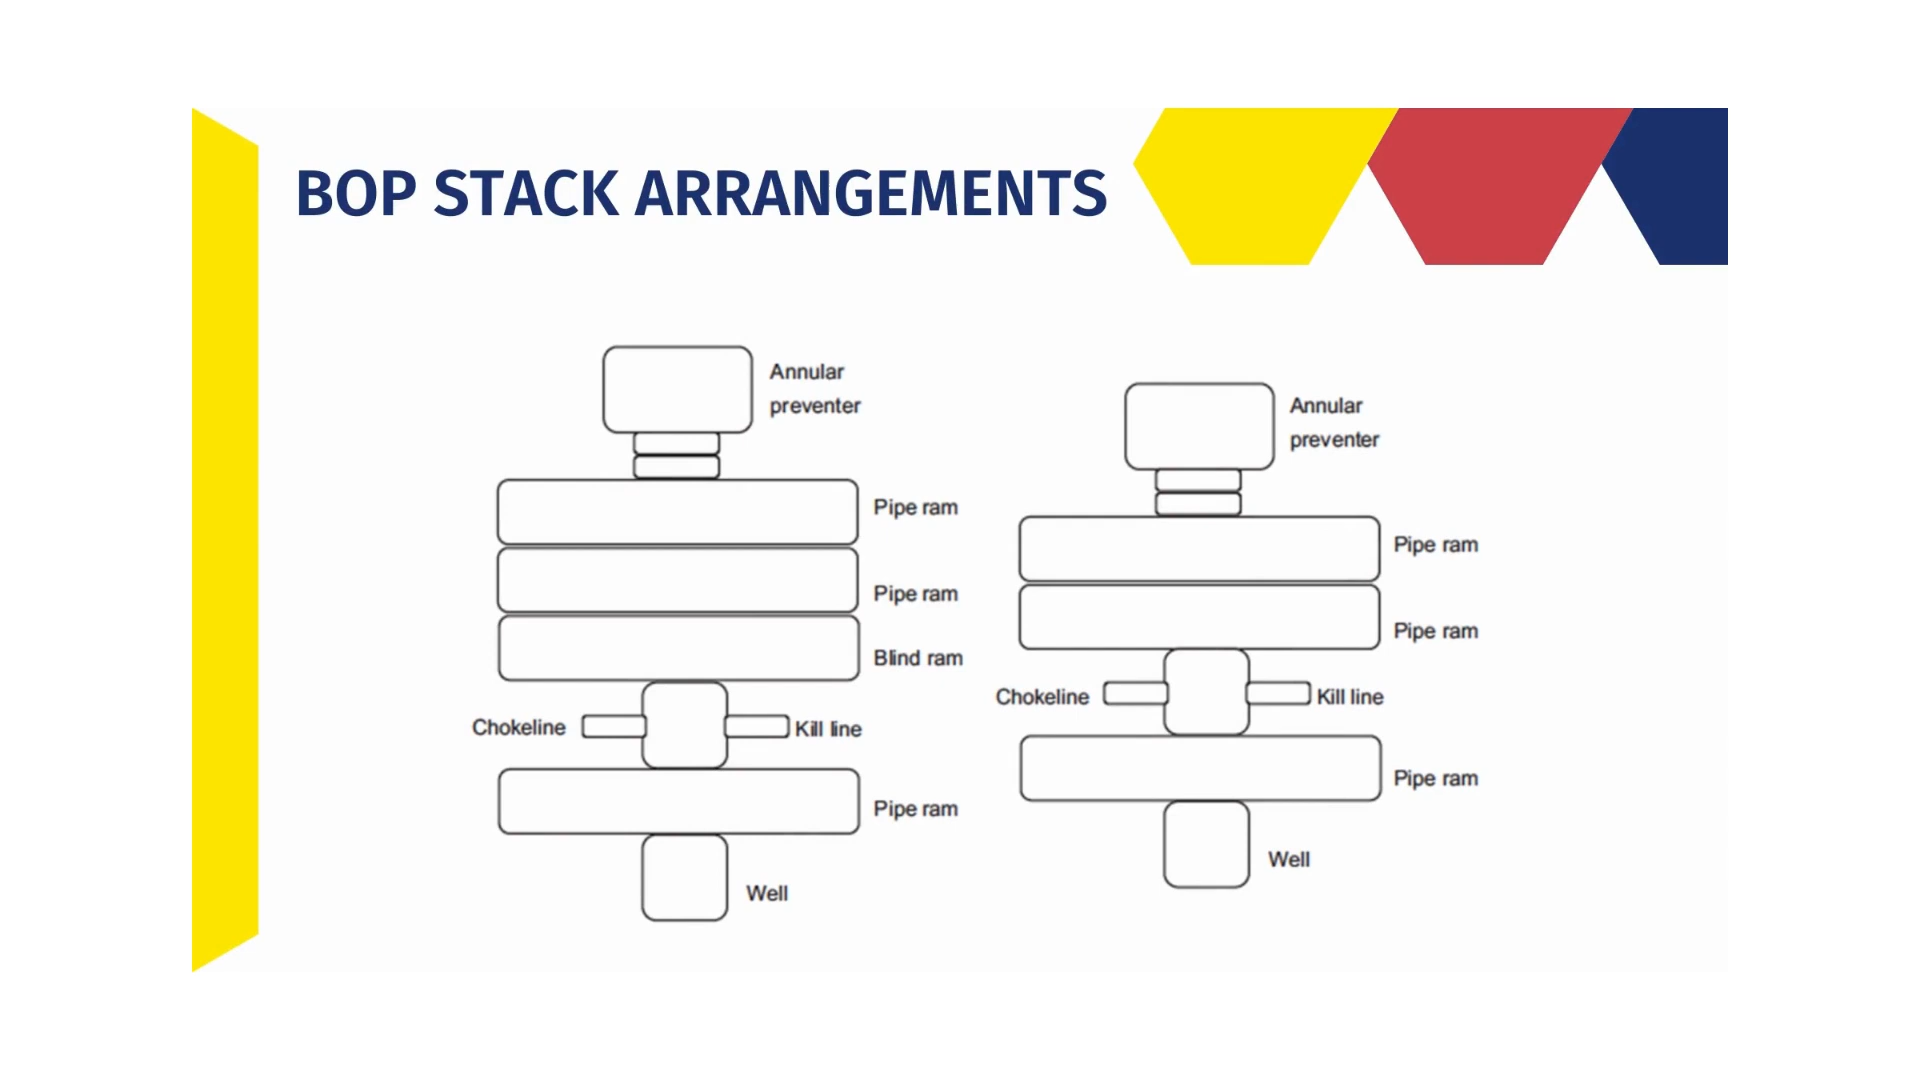 BOP STACK ARRANGEMENTS
Annular
preventer
Pipe ram
Pipe ram
Blind ram
Chokeline
Kill line
Pipe ram
Well
Annular
preventer
Pipe ram
Pipe ram
Chokeline
Kill line
Pipe ram
Well